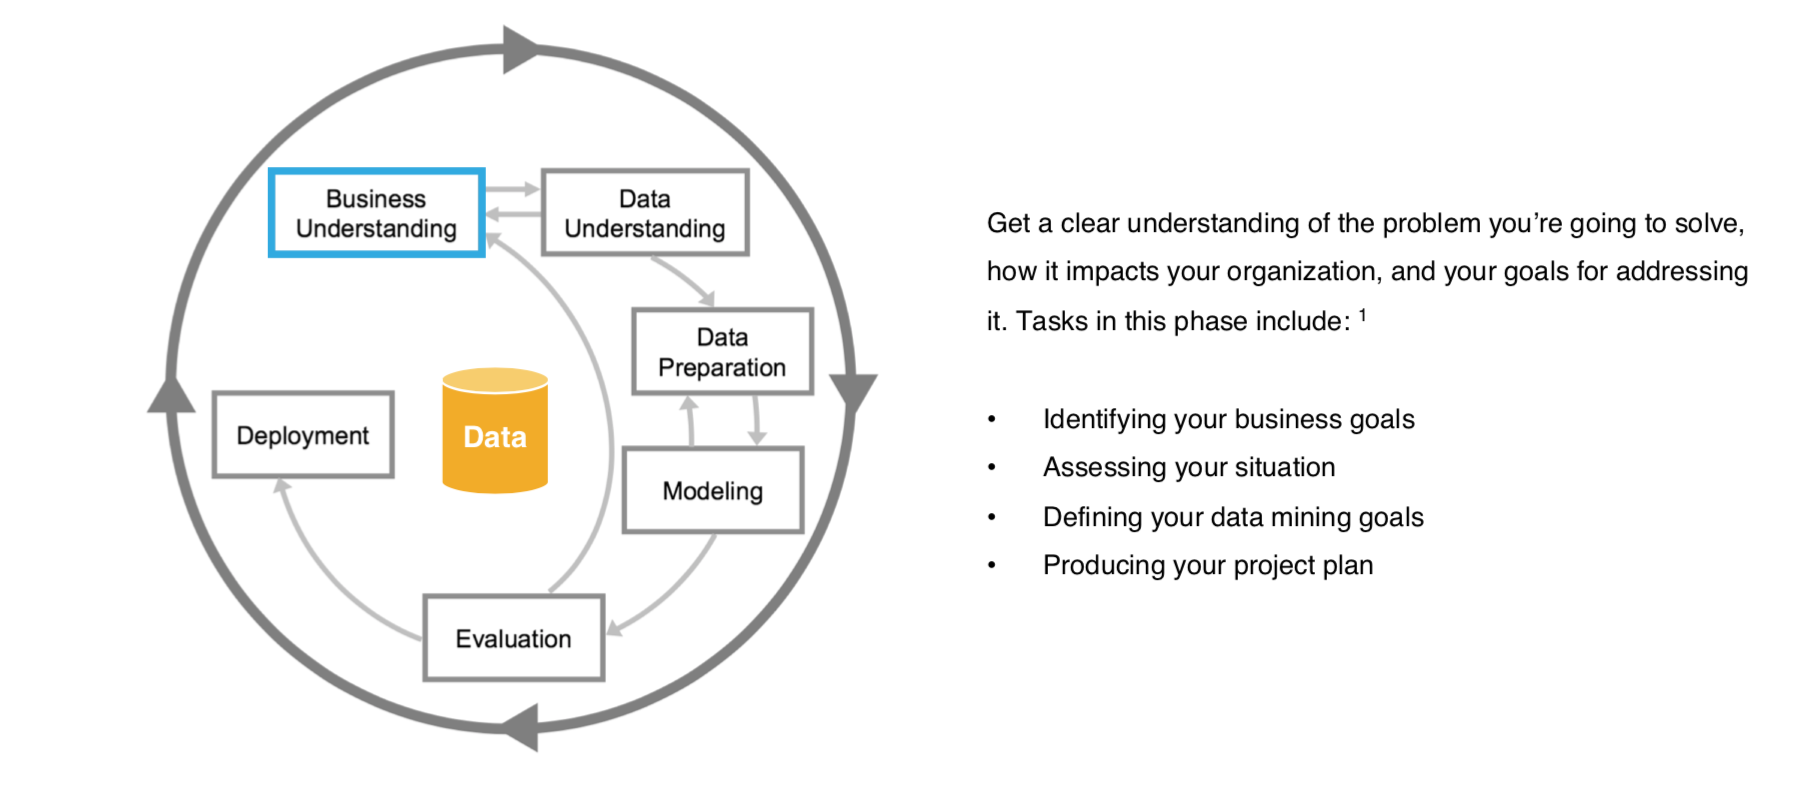 Business
Understanding
Data
Understanding
Data
Preparation
Deployment
Data
Modeling
Evaluation
Get a clear understanding of the problem you’re going to solve,
how it impacts your organization, and your goals for addressing
it. Tasks in this phase include: ¹
• Identifying your business goals
• Assessing your situation
• Defining your data mining goals
• Producing your project plan